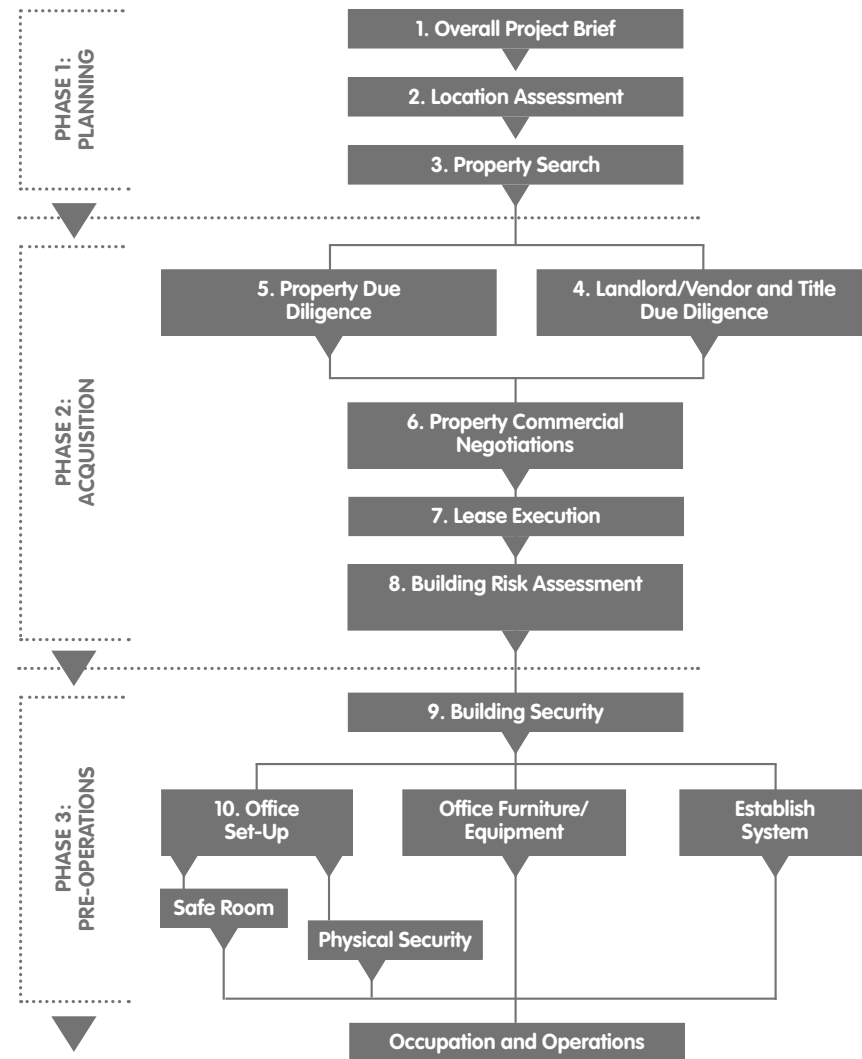 PHASE 1:
PLANNING
1. Overall Project Brief
2. Location Assessment
3. Property Search
PHASE 2:
ACQUISITION
5. Property Due
Diligence
4. Landlord/Vendor and Title
Due Diligence
6. Property Commercial
Negotiations
7. Lease Execution
8. Building Risk Assessment
PHASE 3:
PRE-OPERATIONS
9. Building Security
10. Office
Set-Up
Office Furniture/
Equipment
Establish
System
Safe Room
Physical Security
Occupation and Operations